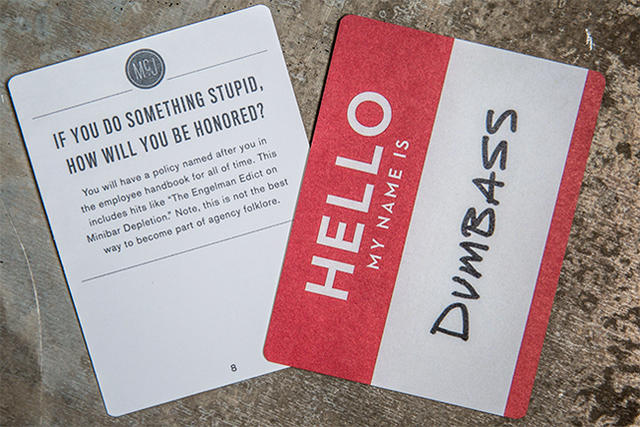 McJ
IF YOU DO SOMETHING STUPID,
HOW WILL YOU BE HONORED?
You will have a policy named after you in
the employee handbook for all of time. This
includes hits like "The Engelman Edict on
Minibar Depletion." Note, this is not the best
way to become part of agency folklore.
8
HELLO
MY NAME IS
DUMBASS